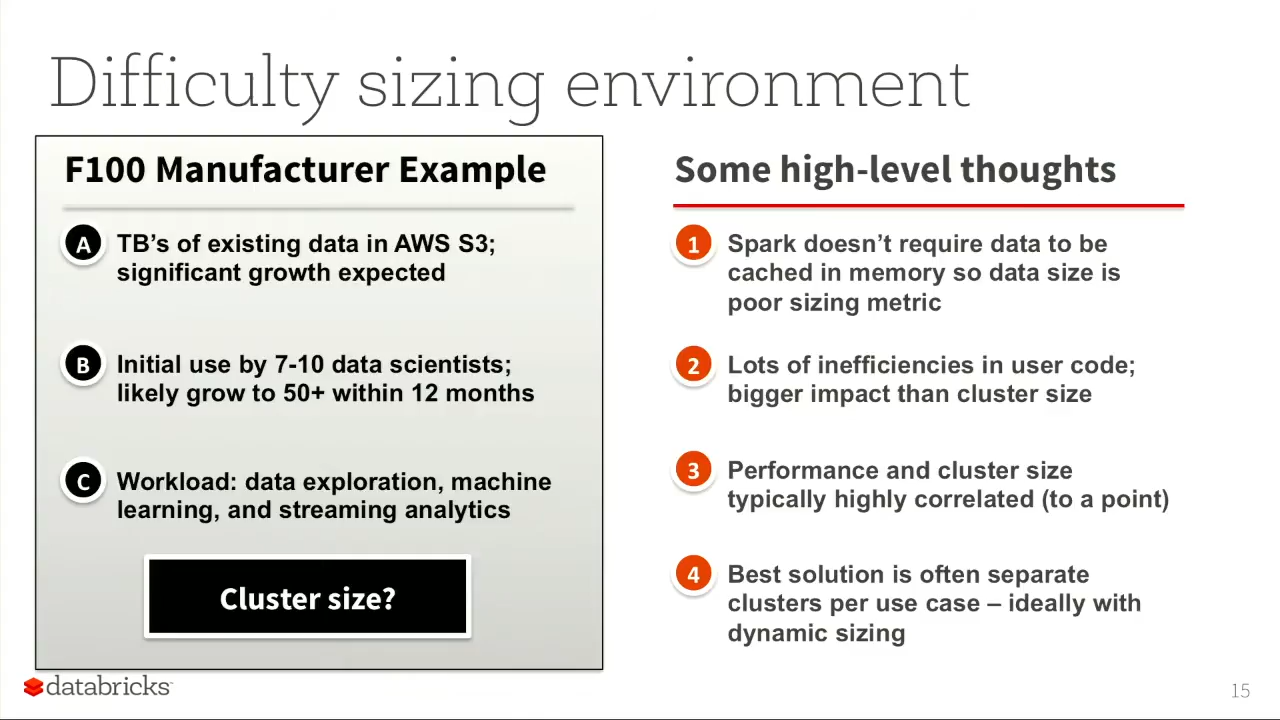 Difficulty sizing environment
F100 Manufacturer Example
A TB’s of existing data in AWS S3;
significant growth expected
B Initial use by 7-10 data scientists;
likely grow to 50+ within 12 months
C Workload: data exploration, machine
learning, and streaming analytics
Cluster size?
Some high-level thoughts
1 Spark doesn’t require data to be
cached in memory so data size is
poor sizing metric
2 Lots of inefficiencies in user code;
bigger impact than cluster size
3 Performance and cluster size
typically highly correlated (to a point)
4 Best solution is often separate
clusters per use case – ideally with
dynamic sizing
databricks™
15